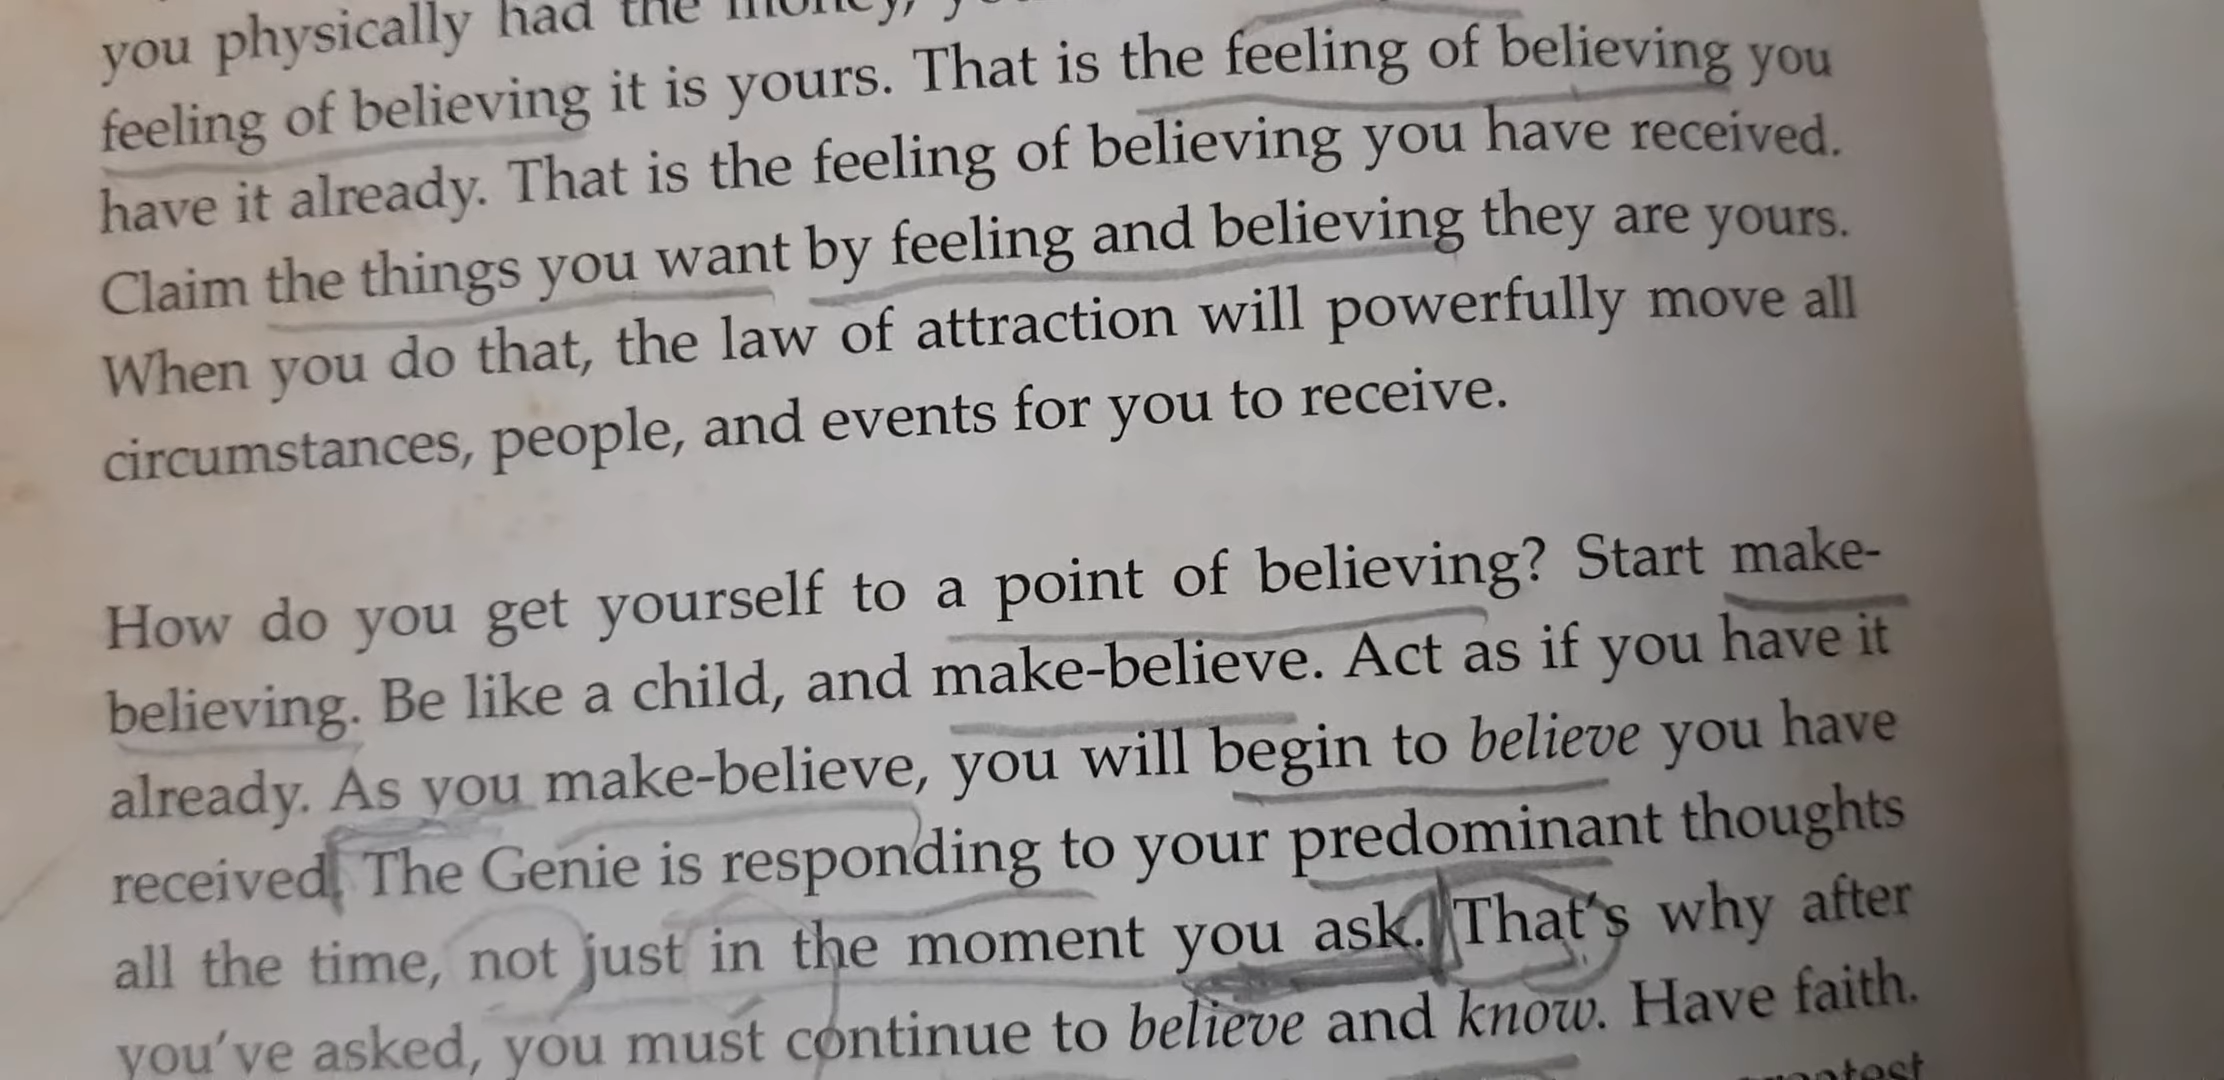 you physically had the money,
feeling of believing it is yours. That is the feeling of believing you
have it already. That is the feeling of believing you have received.
Claim the things you want by feeling and believing they are yours.
When you do that, the law of attraction will powerfully move all
circumstances, people, and events for you to receive.
How do you get yourself to a point of believing? Start make-
believing. Be like a child, and make-believe. Act as if you have it
already. As you make-believe, you will begin to believe you have
received. The Genie is responding to your predominant thoughts
all the time, not just in the moment you ask. That's why after
you've asked, you must continue to believe and know. Have faith.